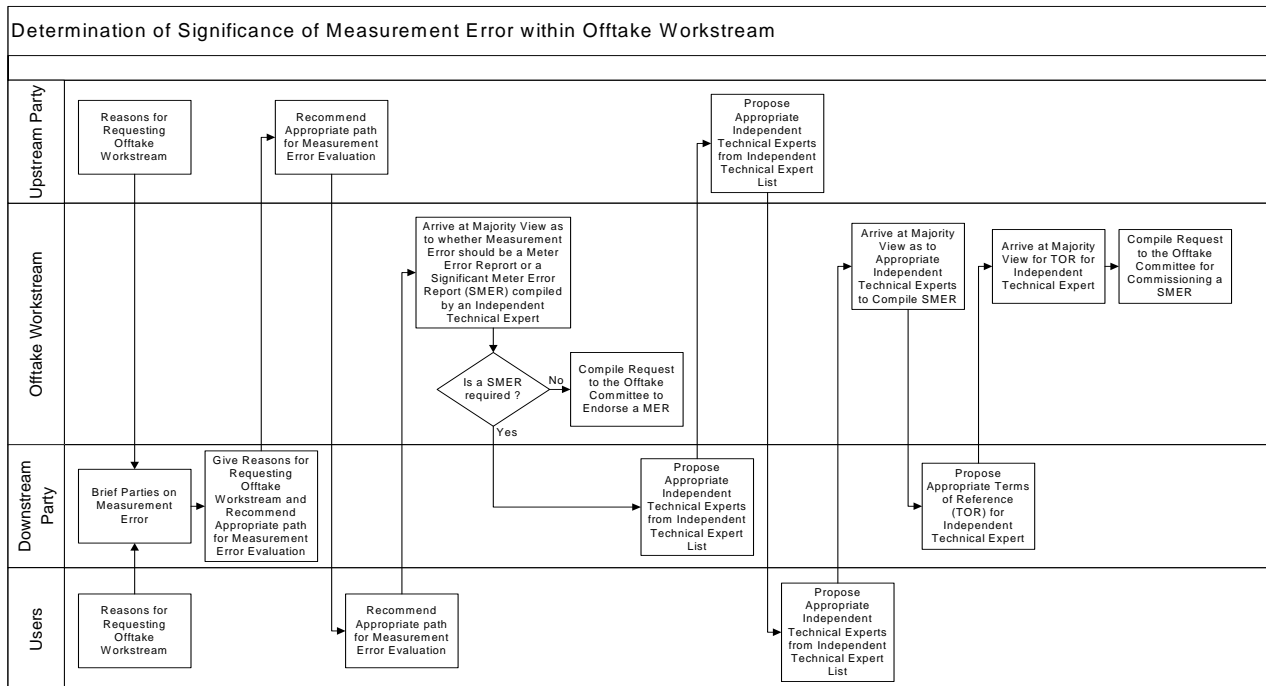 Determination of Significance of Measurement Error within Offtake Workstream
Upstream Party
Reasons for
Requesting
Offtake
Workstream
Recommend
Appropriate path
for Measurement
Error Evaluation
Propose
Appropriate
Independent
Technical Experts
from Independent
Technical Expert
List
Offtake Workstream
Arrive at Majority View as
to whether Measurement
Error should be a Meter
Error Reprort or a
Significant Meter Error
Report (SMER) compiled
by an Independent
Technical Expert
Is a SMER
required ?
No
Yes
Compile Request
to the Offtake
Committee to
Endorse a MER
Arrive at Majority
View as to
Appropriate
Independent
Technical Experts
to Compile SMER
Arrive at Majority
View for TOR for
Independent
Technical Expert
Compile Request
to the Offtake
Committee for
Commissioning a
SMER
Downstream
Party
Brief Parties on
Measurement
Error
Give Reasons for
Requesting
Offtake
Workstream and
Recommend
Appropriate path
for Measurement
Error Evaluation
Propose
Appropriate
Independent
Technical Experts
from Independent
Technical Expert
List
Propose
Appropriate Terms
of Reference
(TOR) for
Independent
Technical Expert
Users
Reasons for
Requesting
Offtake
Workstream
Recommend
Appropriate path
for Measurement
Error Evaluation
Propose
Appropriate
Independent
Technical Experts
from Independent
Technical Expert
List